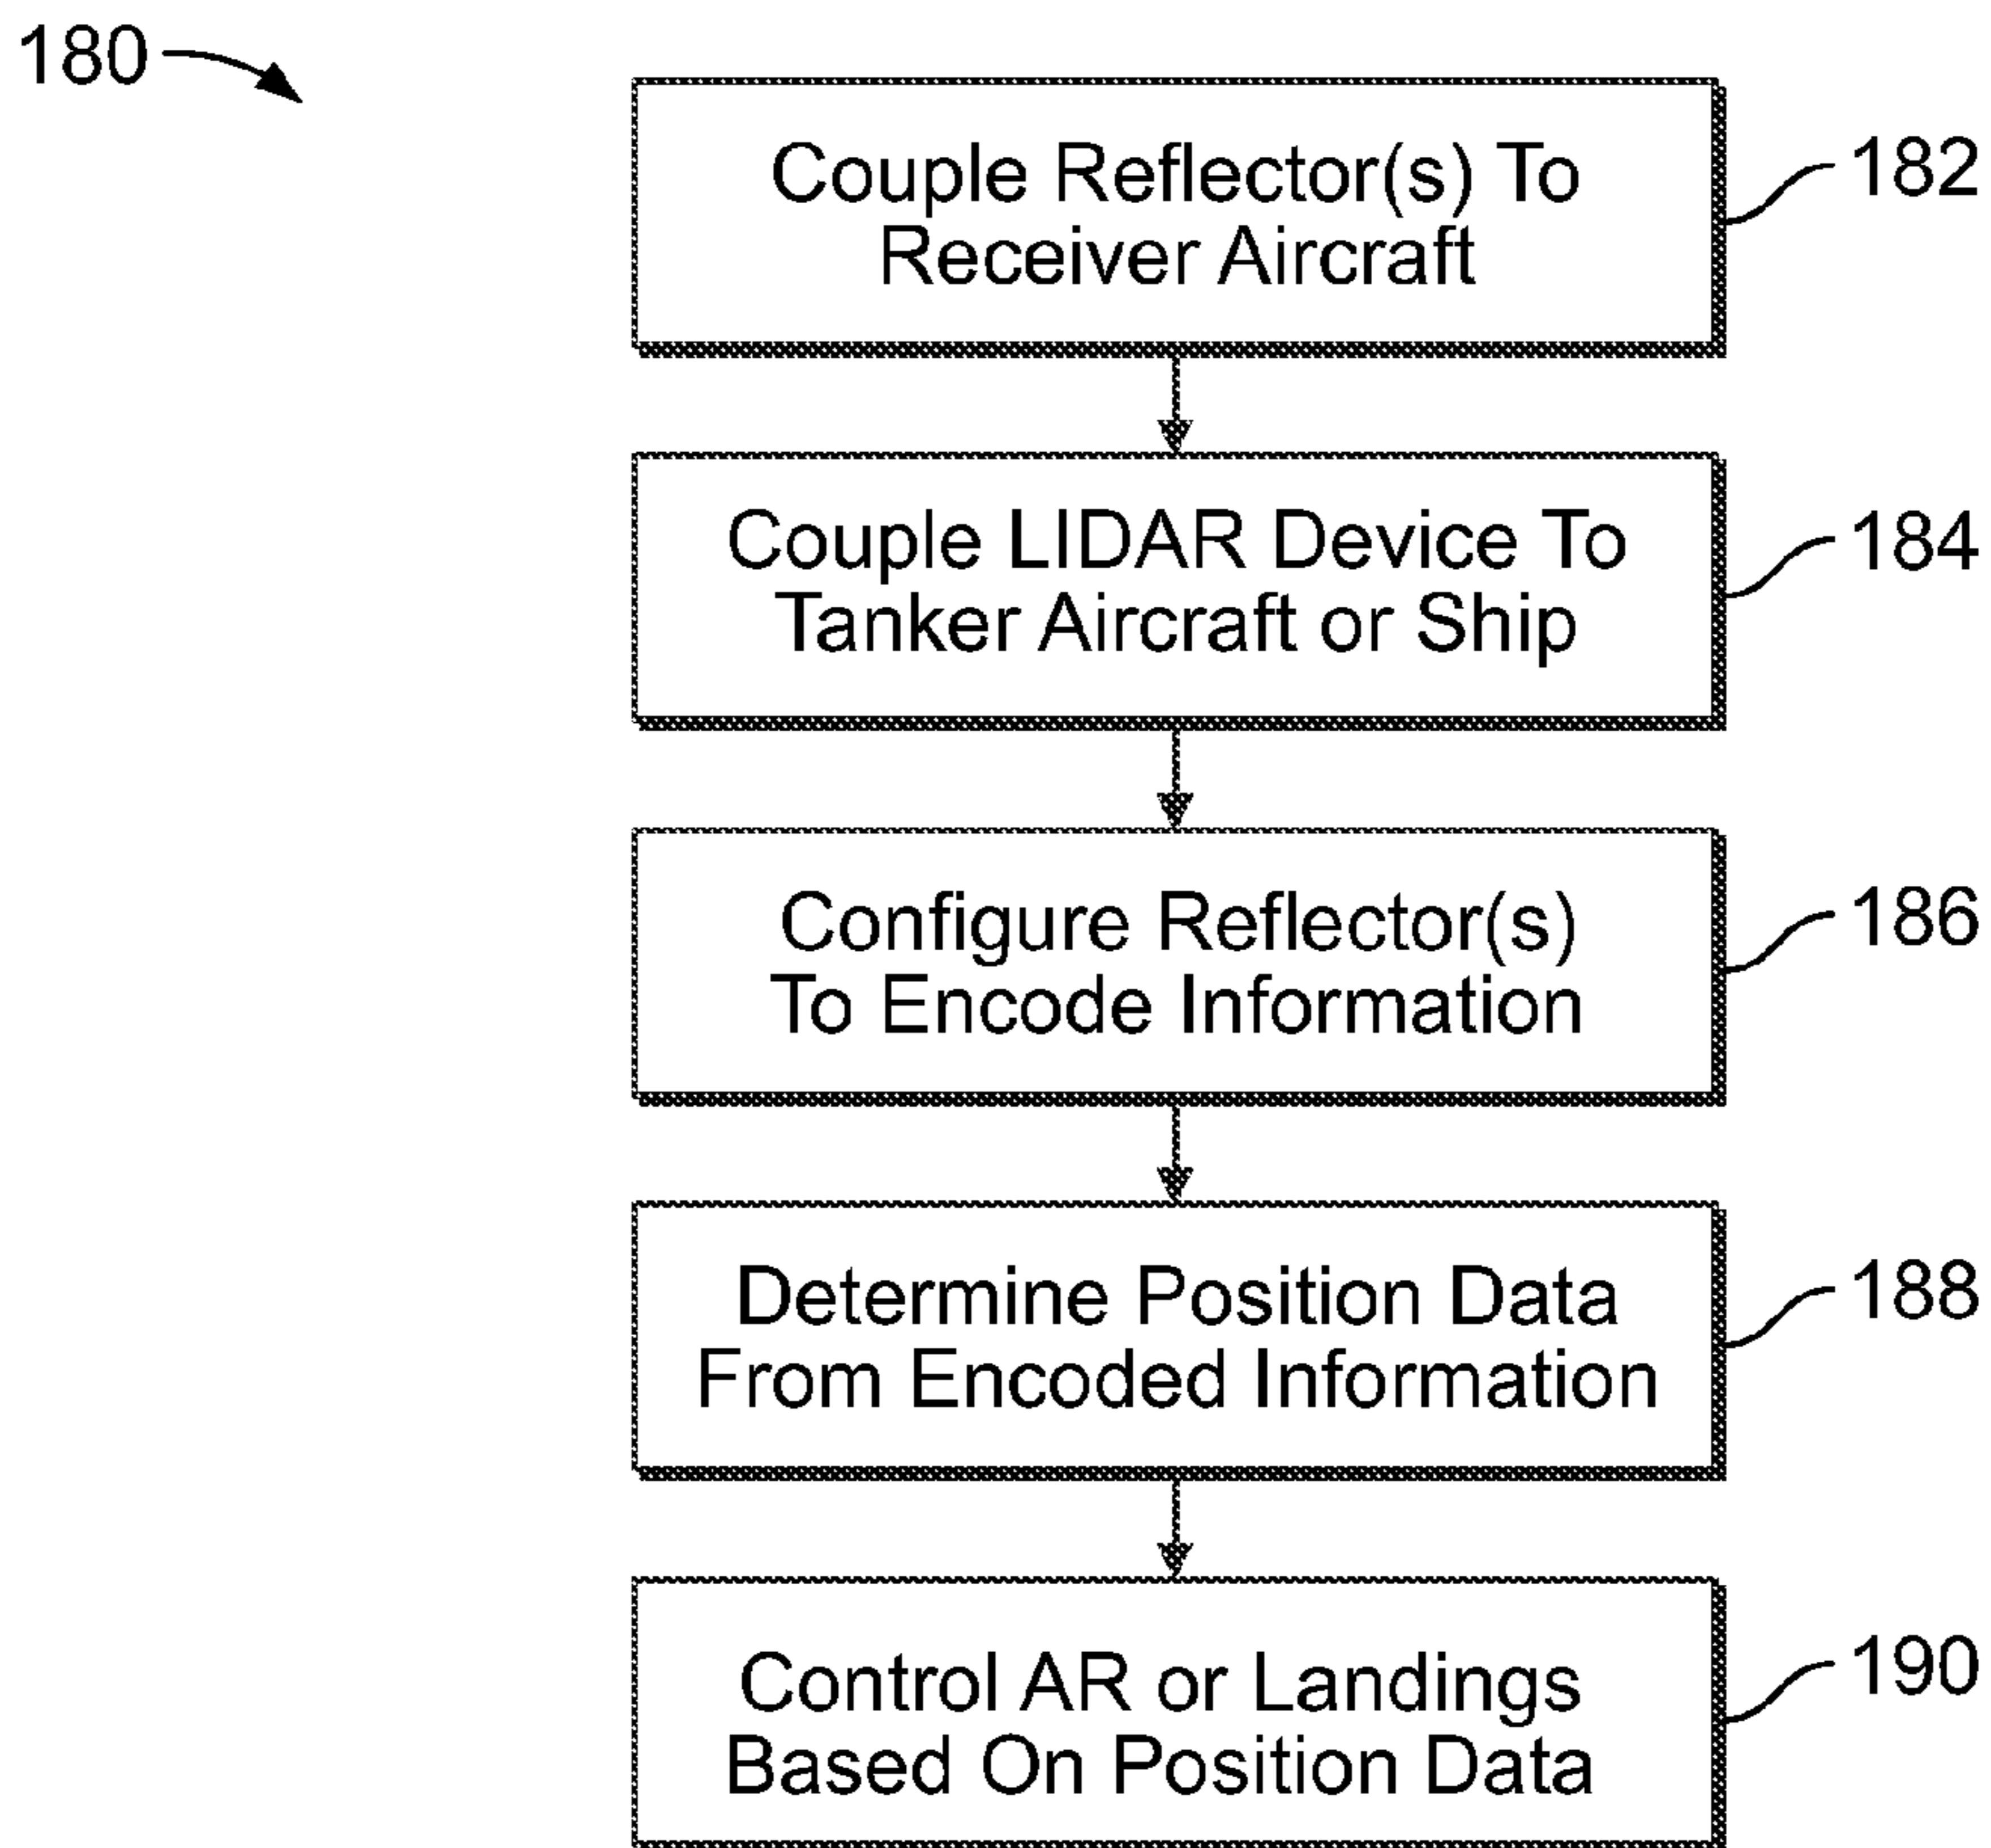 180
Couple Reflector(s) To
Receiver Aircraft
182
Couple LIDAR Device To
Tanker Aircraft or Ship
184
Configure Reflector(s)
To Encode Information
186
Determine Position Data
From Encoded Information
188
Control AR or Landings
Based On Position Data
190